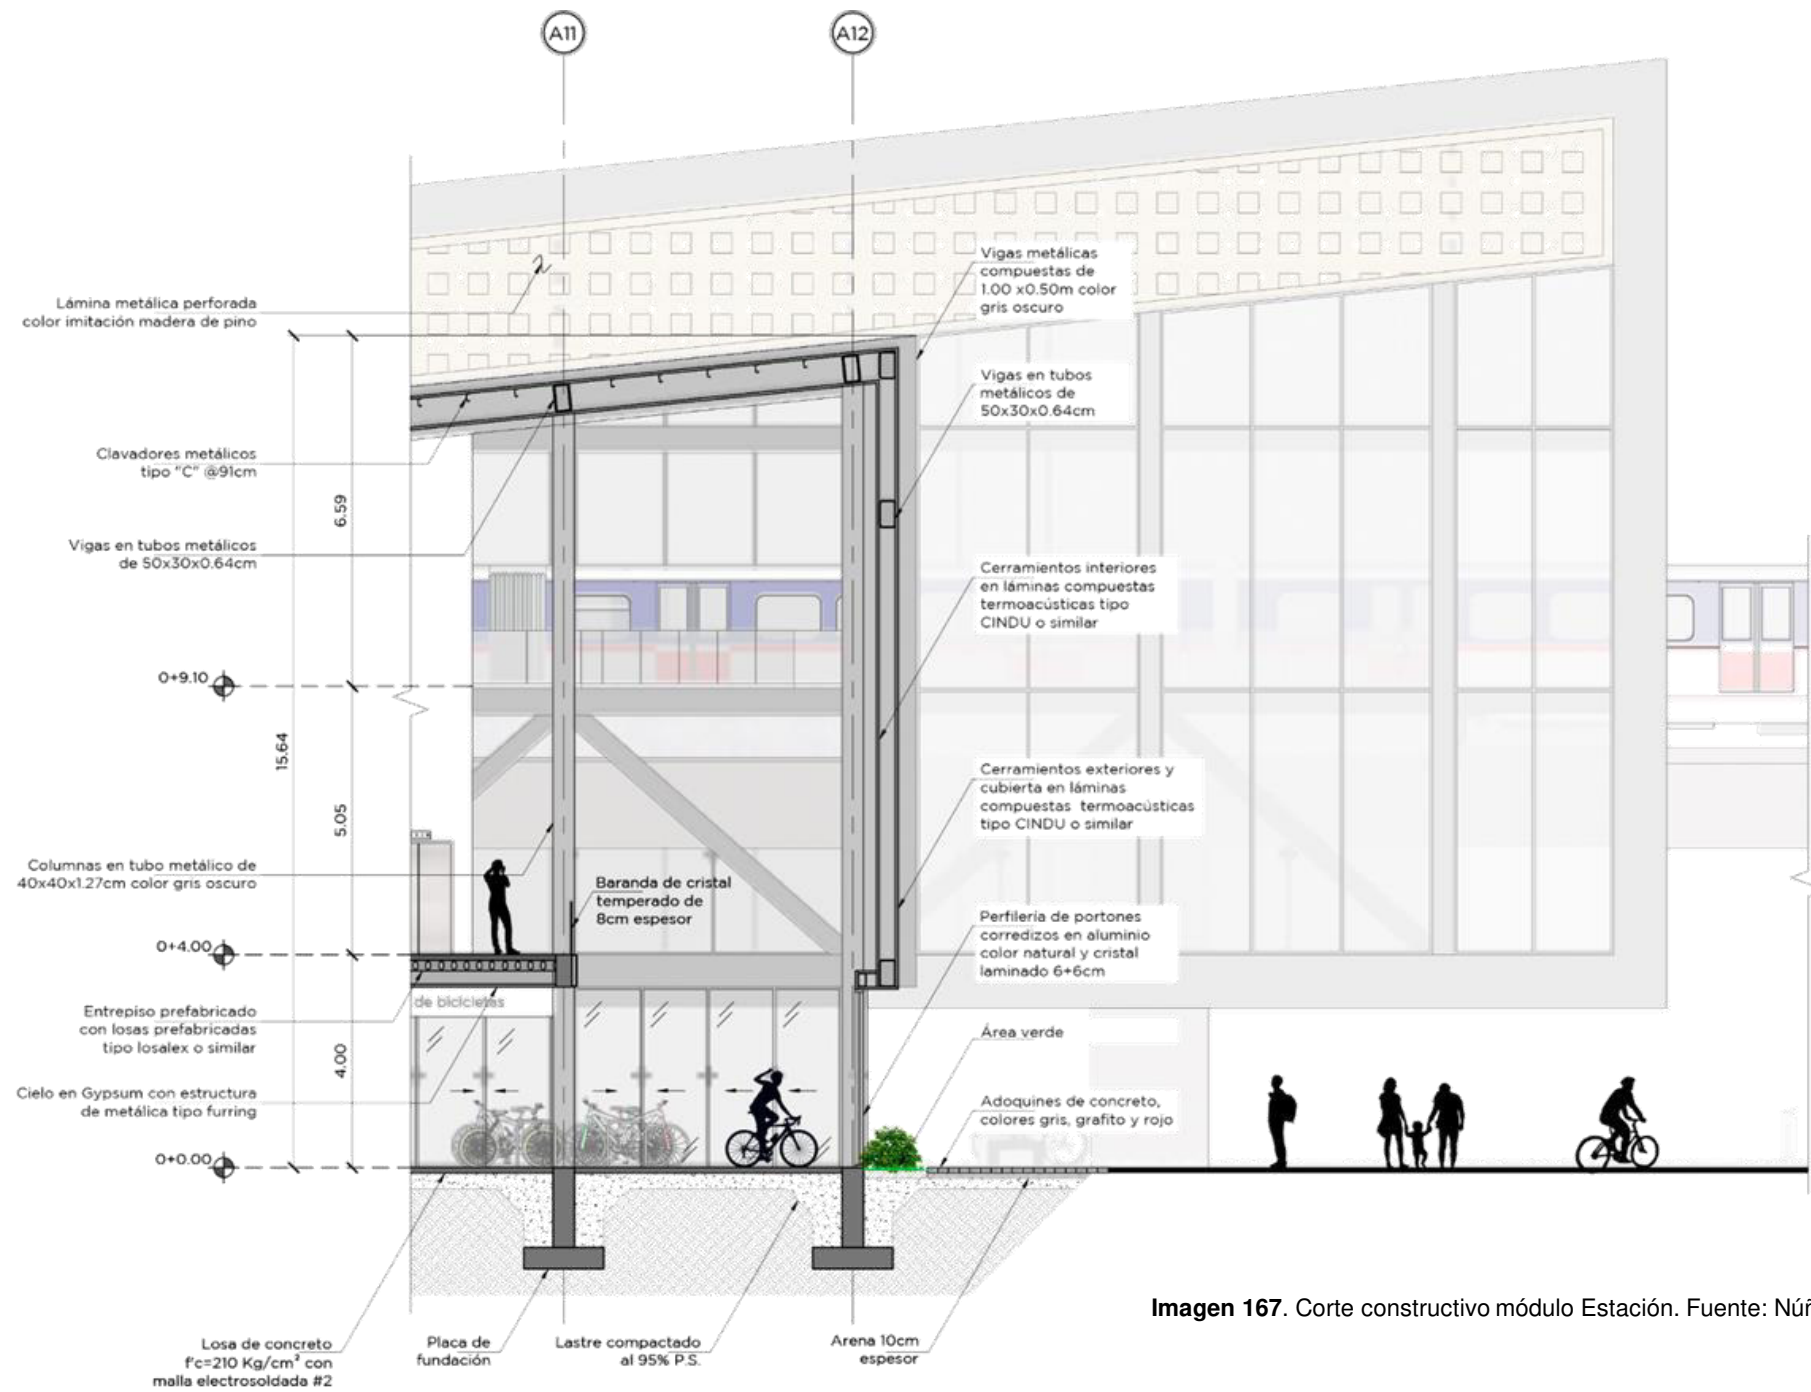 A11
A12
Lámina metálica perforada
color imitación madera de pino
Clavadores metálicos
tipo "C" @91cm
Vigas en tubos metálicos
de 50x30x0.64cm
0+9.10
Columnas en tubo metálico de
40x40x1.27cm color gris oscuro
0+4.00
Entrepiso prefabricado
con losas prefabricadas
tipo losalex o similar
Cielo en Gypsum con estructura
de metálica tipo furring
0+0.00
15.64
6.59
5.05
4.00
de bicicletas
Baranda de cristal
temperado de
8cm espesor
Vigas metálicas
compuestas de
1.00 x0.50m color
gris oscuro
Vigas en tubos
metálicos de
50x30x0.64cm
Cerramientos interiores
en láminas compuestas
termoacústicas tipo
CINDU o similar
Cerramientos exteriores y
cubierta en láminas
compuestas termoacústicas
tipo CINDU o similar
Perfilería de portones
corredizos en aluminio
color natural y cristal
laminado 6+6cm
Área verde
Adoquines de concreto,
colores gris, grafito y rojo
Losa de concreto
f'c=210 Kg/cm² con
malla electrosoldada #2
Placa de
fundación
Lastre compactado
al 95% P.S.
Arena 10cm
espesor
Imagen 167. Corte constructivo módulo Estación. Fuente: Núñ